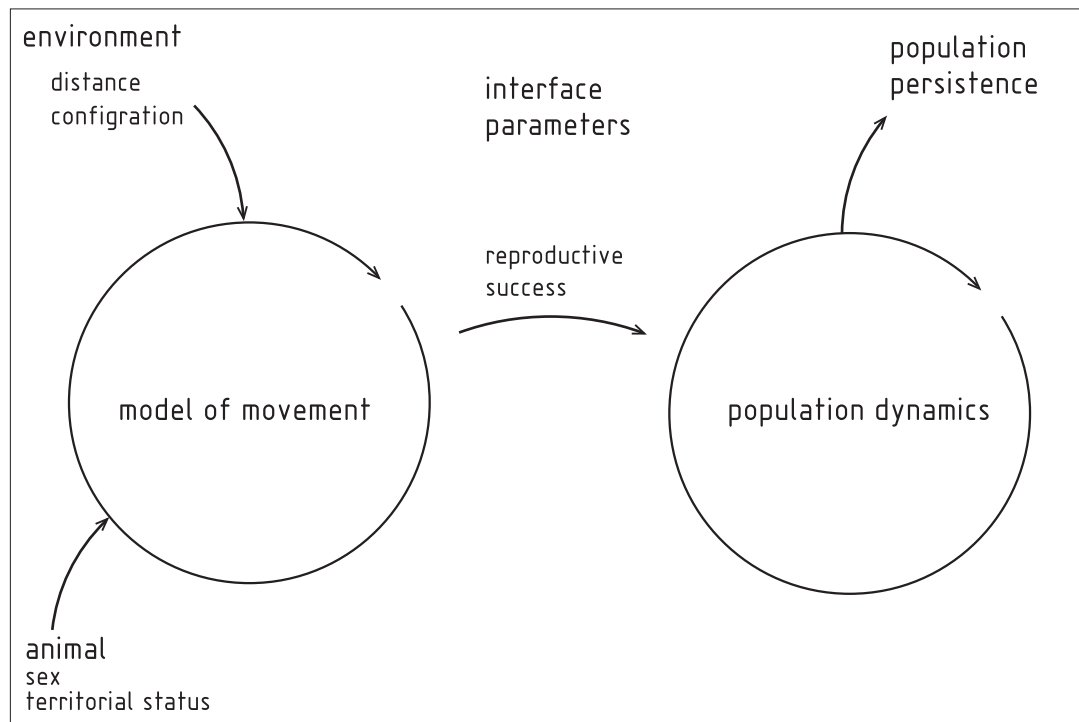 environment
distance
configration
interface
parameters
population
persistence
reproductive
success
model of movement
population dynamics
animal
sex
territorial status